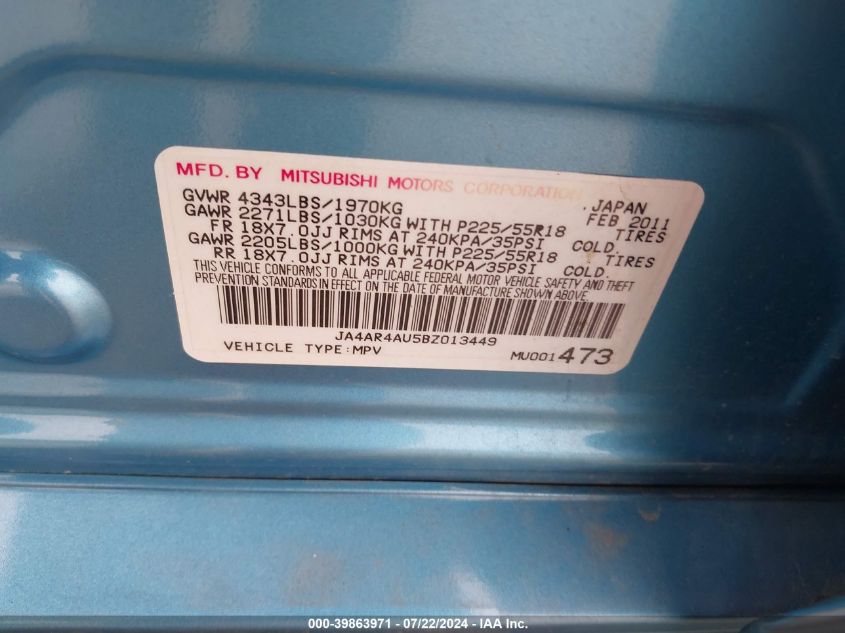 MFD. BY MITSUBISHI MOTORS CORPORATION
GVWR 4343LBS/1970KG . JAPAN
GAWR 2271LBS/1030KG WITH P225/55R18 FEB 2011
FR 18X7.0JJ RIMS AT 240KPA/35PSI COLD. TIRES
GAWR 2205LBS/1000KG WITH P225/55R18
RR 18X7.0JJ RIMS AT 240KPA/35PSI COLD. TIRES
THIS VEHICLE CONFORMS TO ALL APPLICABLE FEDERAL MOTOR VEHICLE SAFETY AND THEFT
PREVENTION STANDARDS IN EFFECT ON THE DATE OF MANUFACTURE SHOWN ABOVE.
JA4AR4AU5BZ013449
VEHICLE TYPE:MPV MU001473
000-39863971 - 07/22/2024 - IAA Inc.